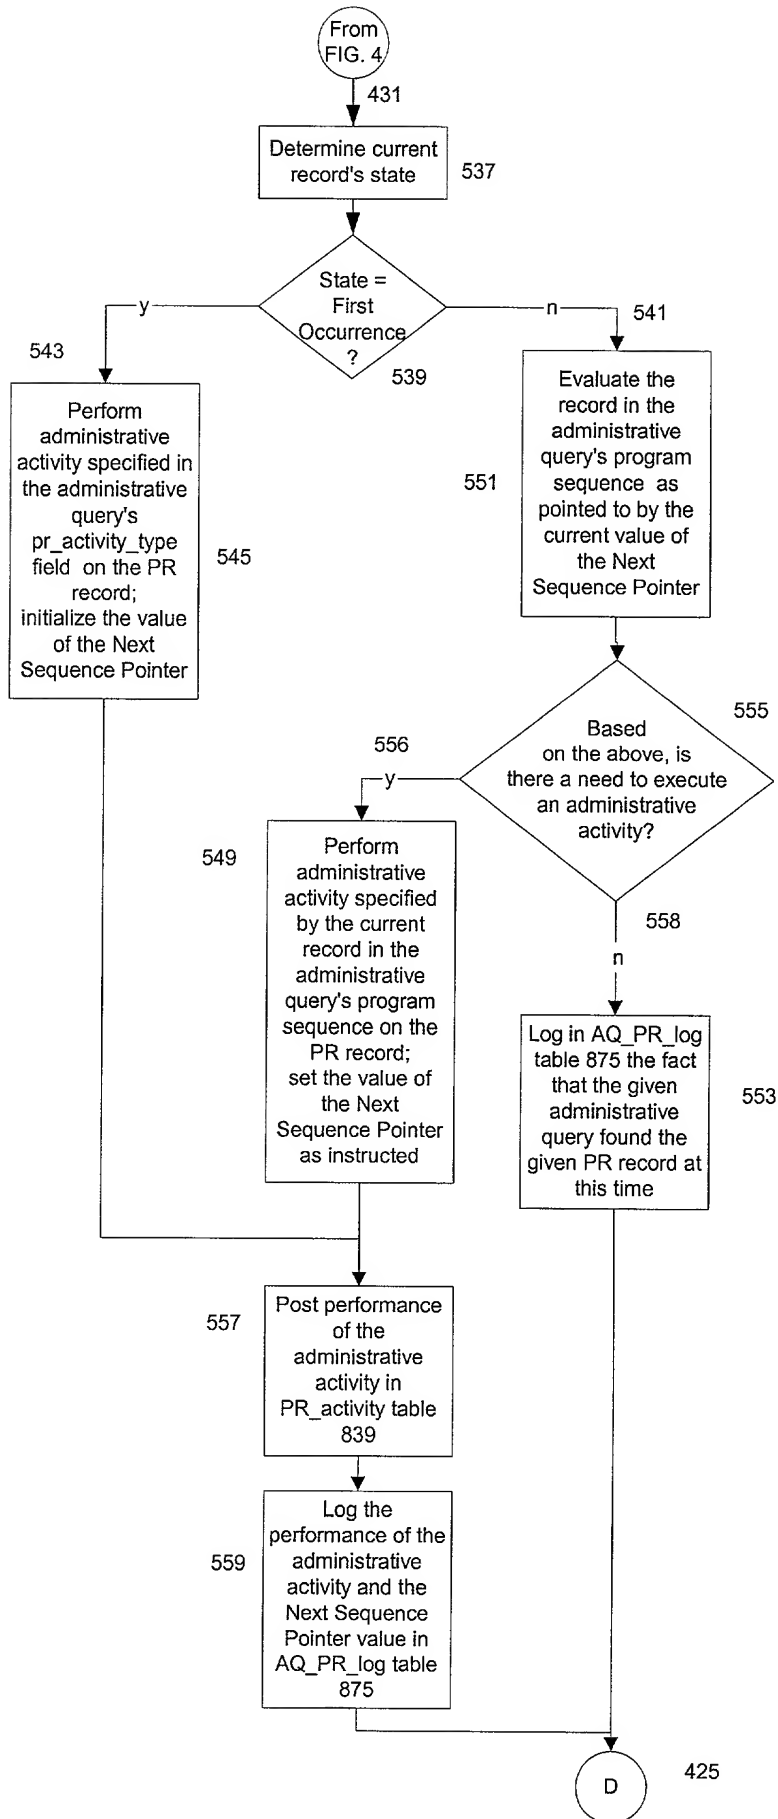 From
FIG. 4
431
Determine current
record's state
537
State =
First
Occurrence
?
539
y
n
541
543
Perform
administrative
activity specified in
the administrative
query's
pr_activity_type
field on the PR
record;
initialize the value
of the Next
Sequence Pointer
545
Evaluate the
record in the
administrative
query's program
sequence as
pointed to by the
current value of
the Next
Sequence Pointer
551
Based
on the above, is
there a need to execute
an administrative
activity?
555
556
y
558
n
549
Perform
administrative
activity specified
by the current
record in the
administrative
query's program
sequence on the
PR record;
set the value of
the Next
Sequence Pointer
as instructed
Log in AQ_PR_log
table 875 the fact
that the given
administrative
query found the
given PR record at
this time
553
557
Post performance
of the
administrative
activity in
PR_activity table
839
559
Log the
performance of the
administrative
activity and the
Next Sequence
Pointer value in
AQ_PR_log table
875
D
425